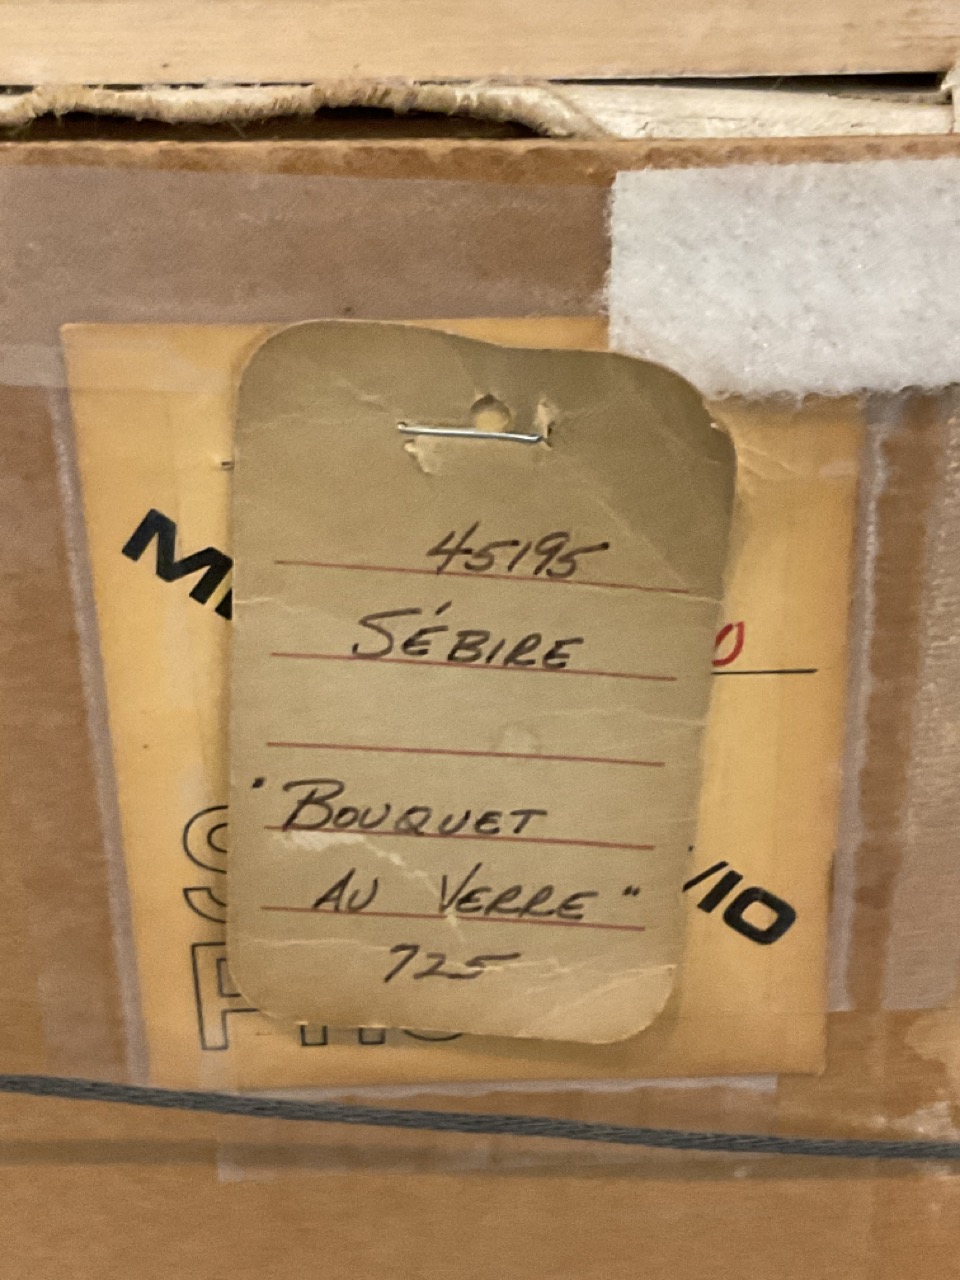 45195
SÉBIRE
"BOUQUET
AU VERRE"
725